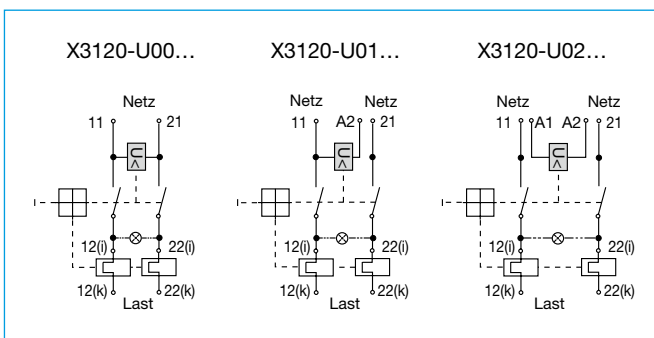 X3120-U00... X3120-U01... X3120-U02...
Netz Netz Netz Netz Netz
11 21 11 A2 21 11 A1 A2 21
U< U< U<
12(i) 22(i) 12(i) 22(i) 12(i) 22(i)
12(k) 22(k) 12(k) 22(k) 12(k) 22(k)
Last Last Last